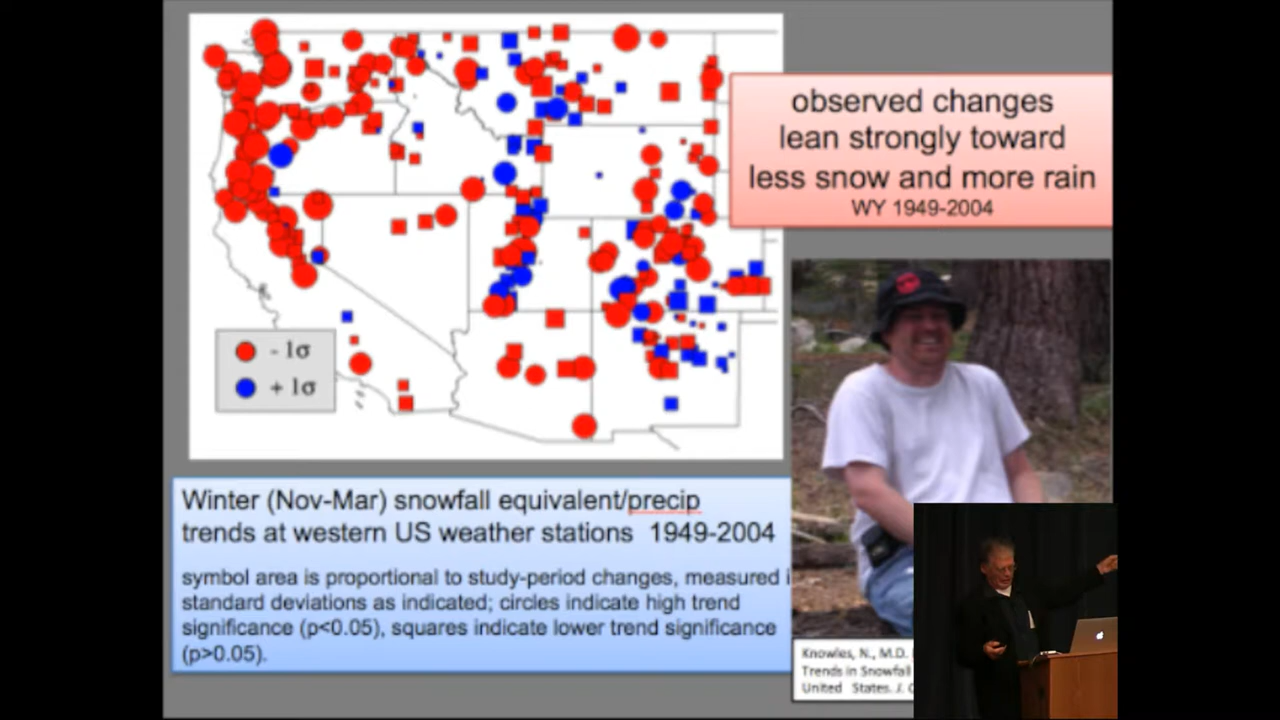 observed changes
lean strongly toward
less snow and more rain
WY 1949-2004
- 1σ
+ 1σ
Winter (Nov-Mar) snowfall equivalent/precip
trends at western US weather stations 1949-2004
symbol area is proportional to study-period changes, measured i
standard deviations as indicated; circles indicate high trend
significance (p<0.05), squares indicate lower trend significance
(p>0.05).
Knowles, N., M.D.
Trends in Snowfall
United States. J.